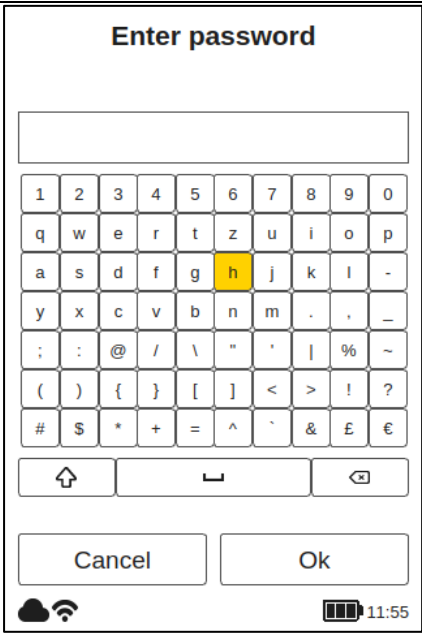 Enter password
1 2 3 4 5 6 7 8 9 0
q w e r t z u i o p
a s d f g h j k l -
y x c v b n m . , _
; : @ / \ " ' | % ~
( ) { } [ ] < > ! ?
# $ * + = ^ ` & £ €
Cancel Ok
11:55